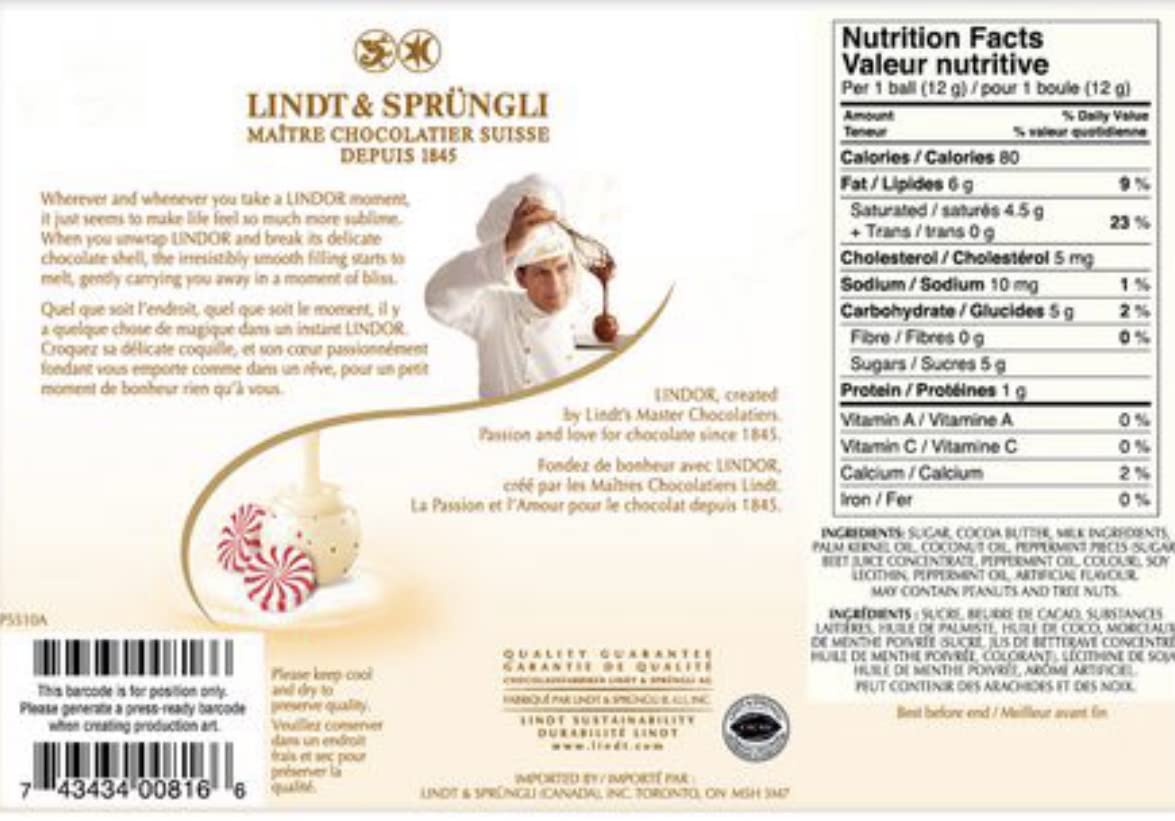 LINDT & SPRÜNGLI
MAÎTRE CHOCOLATIER SUISSE
DEPUIS 1845
Wherever and whenever you take a LINDOR moment,
it just seems to make life feel so much more sublime.
When you unwrap LINDOR and break its delicate
chocolate shell, the irresistibly smooth filling starts to
melt, gently carrying you away in a moment of bliss.
Quel que soit l'endroit, quel que soit le moment, il y
a quelque chose de magique dans un instant LINDOR.
Croquez sa délicate coquille, et son cœur passionnément
fondant vous emporte comme dans un rêve, pour un petit
moment de bonheur rien qu'à vous.
LINDOR, created
by Lindt's Master Chocolatiers.
Passion and love for chocolate since 1845.
Fondez de bonheur avec LINDOR,
créé par les Maîtres Chocolatiers Lindt.
La Passion et l'Amour pour le chocolat depuis 1845.
P5510A
This barcode is for position only.
Please generate a press-ready barcode
when creating production art.
7 43434 00816 6
Please keep cool
and dry to
preserve quality.
Veuillez conserver
dans un endroit
frais et sec pour
préserver la
qualité.
QUALITY GUARANTEE
GARANTIE DE QUALITÉ
CHOCOLADEFABRIKEN LINDT & SPRÜNGLI AG
FABRIQUÉ PAR LINDT & SPRÜNGLI INC.
LINDT SUSTAINABILITY
DURABILITÉ LINDT
www.lindt.com
IMPORTED BY / IMPORTÉ PAR :
LINDT & SPRÜNGLI (CANADA), INC. TORONTO, ON M5H 3M7
Nutrition Facts
Valeur nutritive
Per 1 ball (12 g) / pour 1 boule (12 g)
Amount % Daily Value
Teneur % valeur quotidienne
Calories / Calories 80
Fat / Lipides 6 g 9 %
Saturated / saturés 4.5 g
+ Trans / trans 0 g 23 %
Cholesterol / Cholestérol 5 mg
Sodium / Sodium 10 mg 1 %
Carbohydrate / Glucides 5 g 2 %
Fibre / Fibres 0 g 0 %
Sugars / Sucres 5 g
Protein / Protéines 1 g
Vitamin A / Vitamine A 0 %
Vitamin C / Vitamine C 0 %
Calcium / Calcium 2 %
Iron / Fer 0 %
INGREDIENTS: SUGAR, COCOA BUTTER, MILK INGREDIENTS,
PALM KERNEL OIL, COCONUT OIL, PEPPERMINT PIECES (SUGAR,
BEET JUICE CONCENTRATE, PEPPERMINT OIL, COLOUR), SOY
LECITHIN, PEPPERMINT OIL, ARTIFICIAL FLAVOUR.
MAY CONTAIN PEANUTS AND TREE NUTS.
INGRÉDIENTS : SUCRE, BEURRE DE CACAO, SUBSTANCES
LAITIÈRES, HUILE DE PALMISTE, HUILE DE COCO, MORCEAUX
DE MENTHE POIVRÉE (SUCRE, JUS DE BETTERAVE CONCENTRÉ
HUILE DE MENTHE POIVRÉE, COLORANT), LÉCITHINE DE SOJA
HUILE DE MENTHE POIVRÉE, ARÔME ARTIFICIEL.
PEUT CONTENIR DES ARACHIDES ET DES NOIX.
Best before end / Meilleur avant fin